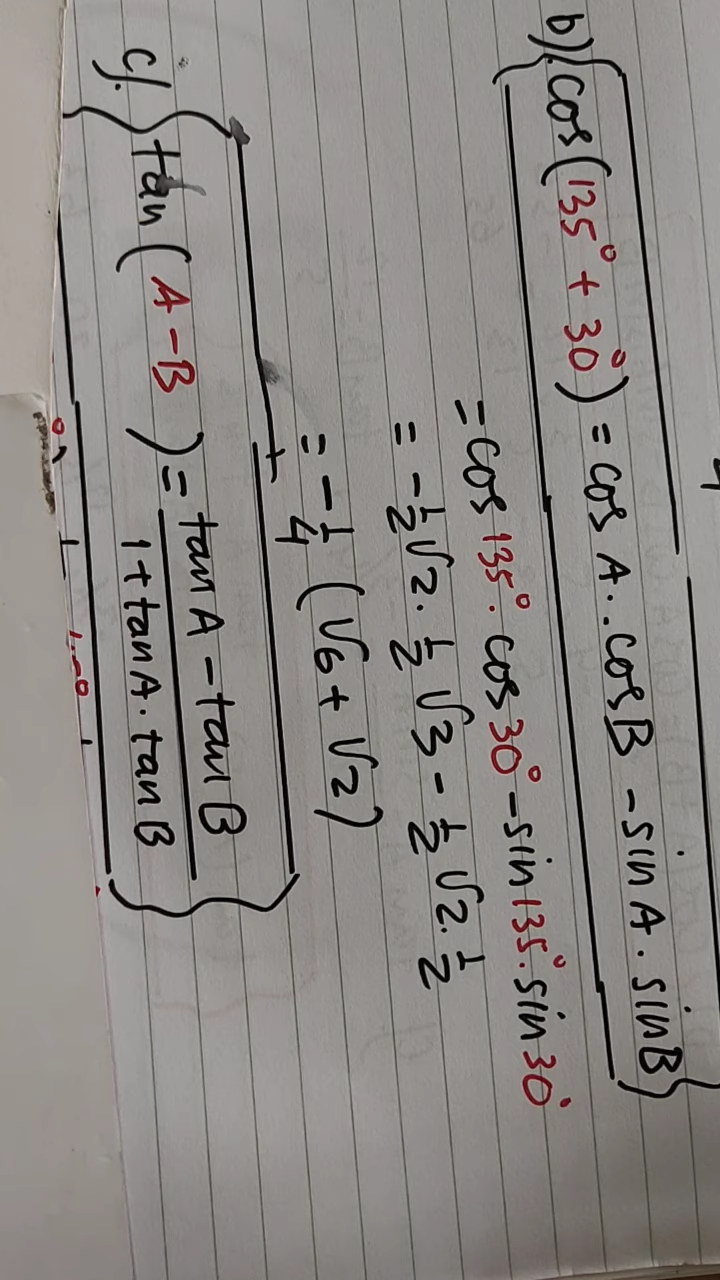 b). cos(135° + 30°) = cos A . . cos B - sin A . sin B
= cos 135° . cos 30° - sin 135° . sin 30°
= -½√2 . ½√3 - ½√2 . ½
= -¼ (√6 + √2)
c). tan (A - B) = (tan A - tan B) / (1 + tan A . tan B)